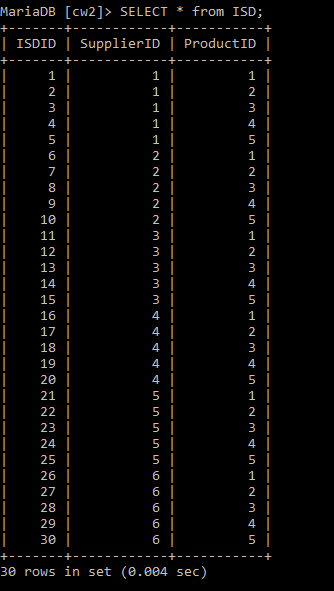 MariaDB [cw2]> SELECT * from ISD;
+-------+------------+-----------+
| ISDID | SupplierID | ProductID |
+-------+------------+-----------+
|     1 |          1 |         1 |
|     2 |          1 |         2 |
|     3 |          1 |         3 |
|     4 |          1 |         4 |
|     5 |          1 |         5 |
|     6 |          2 |         1 |
|     7 |          2 |         2 |
|     8 |          2 |         3 |
|     9 |          2 |         4 |
|    10 |          2 |         5 |
|    11 |          3 |         1 |
|    12 |          3 |         2 |
|    13 |          3 |         3 |
|    14 |          3 |         4 |
|    15 |          3 |         5 |
|    16 |          4 |         1 |
|    17 |          4 |         2 |
|    18 |          4 |         3 |
|    19 |          4 |         4 |
|    20 |          4 |         5 |
|    21 |          5 |         1 |
|    22 |          5 |         2 |
|    23 |          5 |         3 |
|    24 |          5 |         4 |
|    25 |          5 |         5 |
|    26 |          6 |         1 |
|    27 |          6 |         2 |
|    28 |          6 |         3 |
|    29 |          6 |         4 |
|    30 |          6 |         5 |
+-------+------------+-----------+
30 rows in set (0.004 sec)